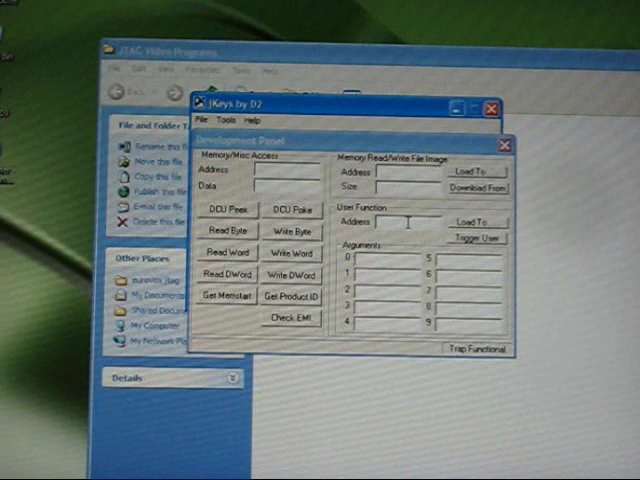 JTAG Video Programs
File Edit View Favorites Tools Help
Back
JKeys by D2
File Tools Help
Development Panel
File and Folder T
Rename this fi
Move this file
Copy this file
Publish this fi
E-mail this file
Delete this file
Other Places
My Documents
Shared Docum
My Computer
My Network Pla
Details
Memory/Misc Access
Address
Data
DCU Peek DCU Poke
Read Byte Write Byte
Read Word Write Word
Read DWord Write DWord
Get Memstart Get Product ID
Check EMI
Memory Read/Write File Image
Address Load To...
Size Download From
User Function
Address Load To...
Trigger User
Arguments
0 5
1 6
2 7
3 8
4 9
Trap Functional